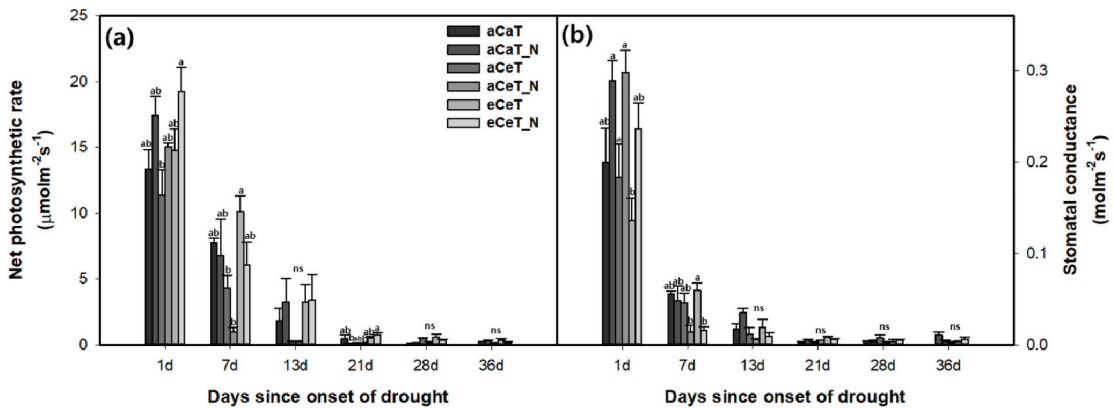 (a)
(b)
25
20
15
10
5
0
Net photosynthetic rate
(μmolm⁻²s⁻¹)
aCaT
aCaT_N
aCeT
aCeT_N
eCeT
eCeT_N
ab
ab
b
ab
ab
a
ab
ab
b
b
a
ab
ns
ab
b
ab
a
ns
ns
1d
7d
13d
21d
28d
36d
Days since onset of drought
ab
a
ab
a
b
ab
ab
ab
ab
b
a
b
ns
ns
ns
ns
1d
7d
13d
21d
28d
36d
Days since onset of drought
0.3
0.2
0.1
0.0
Stomatal conductance
(molm⁻²s⁻¹)